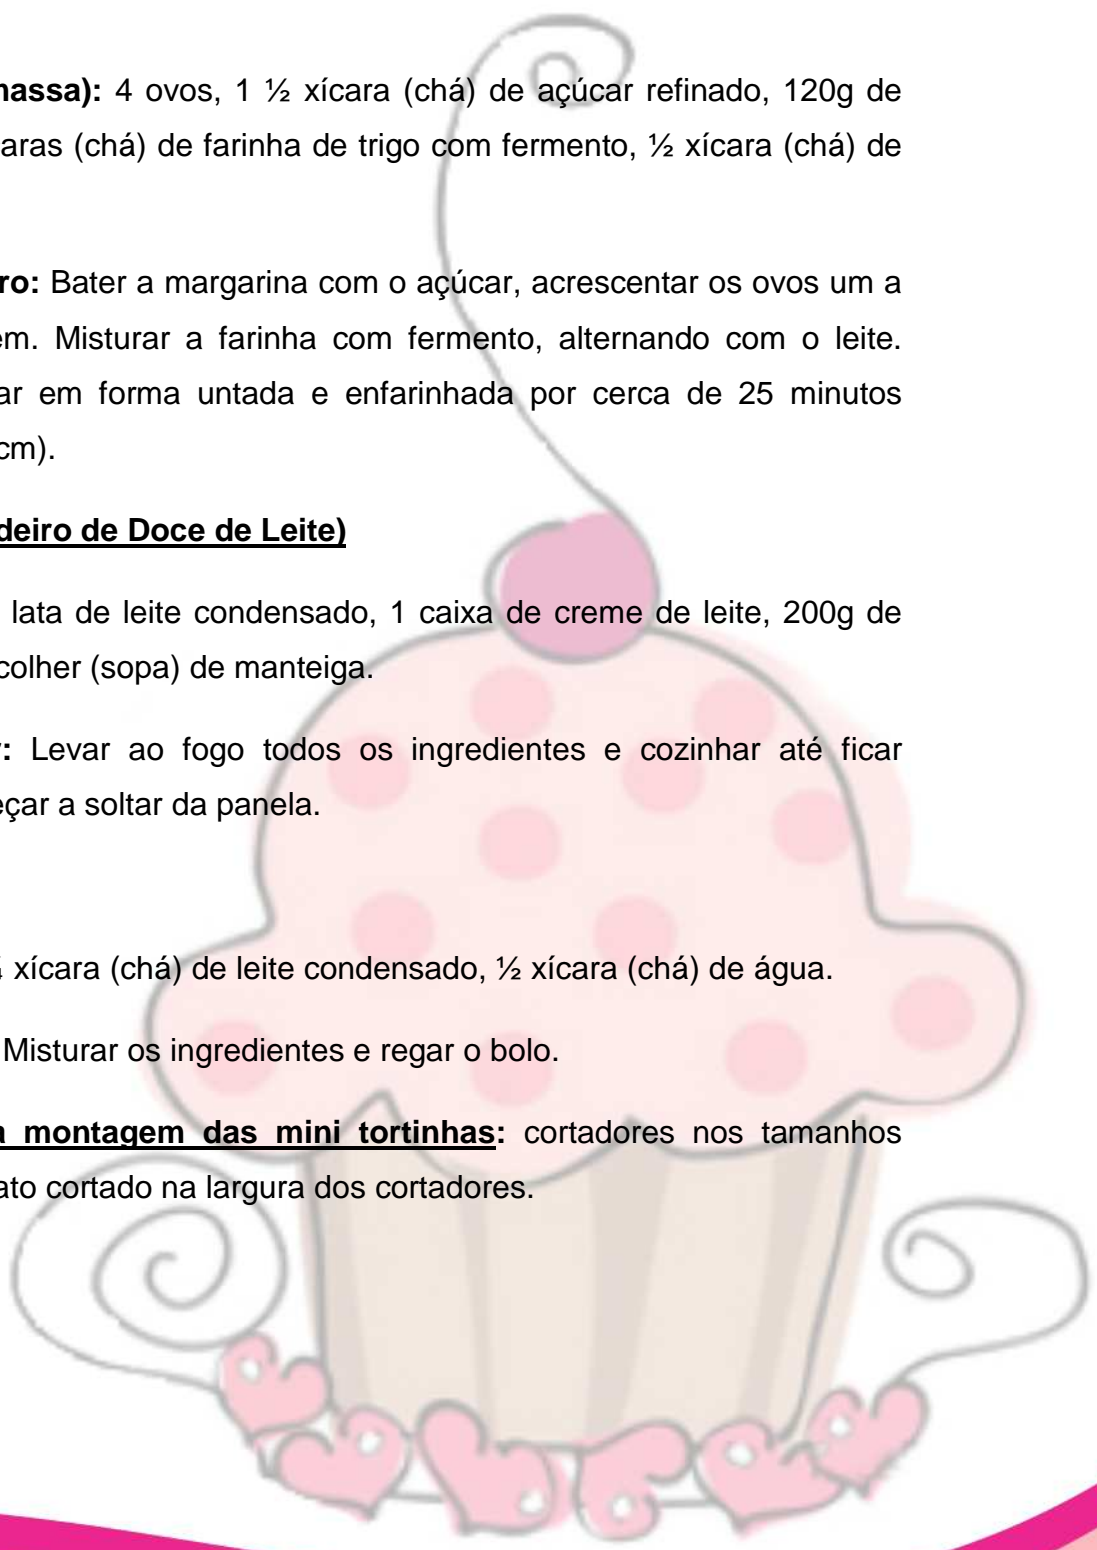 massa): 4 ovos, 1 ½ xícara (chá) de açúcar refinado, 120g de
aras (chá) de farinha de trigo com fermento, ½ xícara (chá) de
ro: Bater a margarina com o açúcar, acrescentar os ovos um a
em. Misturar a farinha com fermento, alternando com o leite.
ar em forma untada e enfarinhada por cerca de 25 minutos
cm).
deiro de Doce de Leite)
lata de leite condensado, 1 caixa de creme de leite, 200g de
colher (sopa) de manteiga.
: Levar ao fogo todos os ingredientes e cozinhar até ficar
eçar a soltar da panela.
xícara (chá) de leite condensado, ½ xícara (chá) de água.
Misturar os ingredientes e regar o bolo.
a montagem das mini tortinhas: cortadores nos tamanhos
ato cortado na largura dos cortadores.